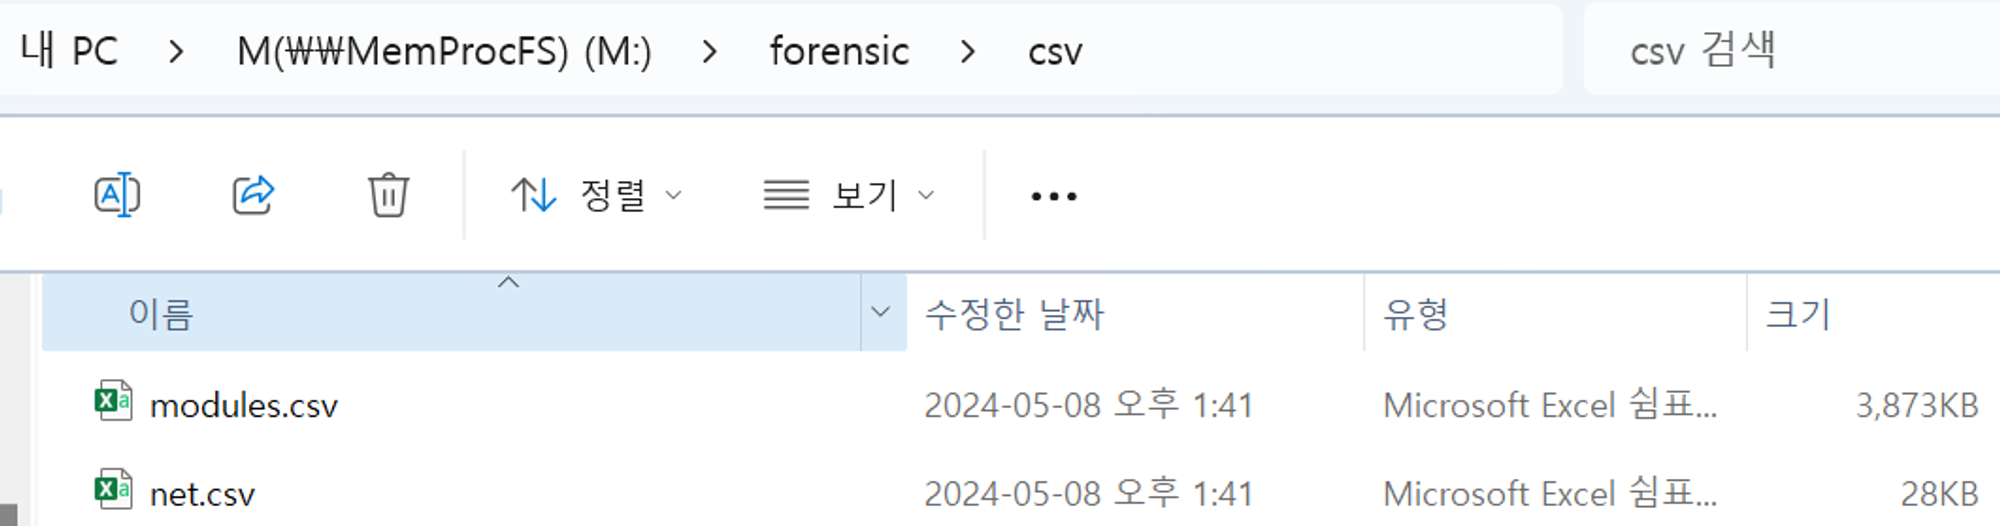 내 PC > M(₩₩MemProcFS) (M:) > forensic > csv csv 검색
정렬 보기
이름 수정한 날짜 유형 크기
modules.csv 2024-05-08 오후 1:41 Microsoft Excel 쉼표... 3,873KB
net.csv 2024-05-08 오후 1:41 Microsoft Excel 쉼표... 28KB